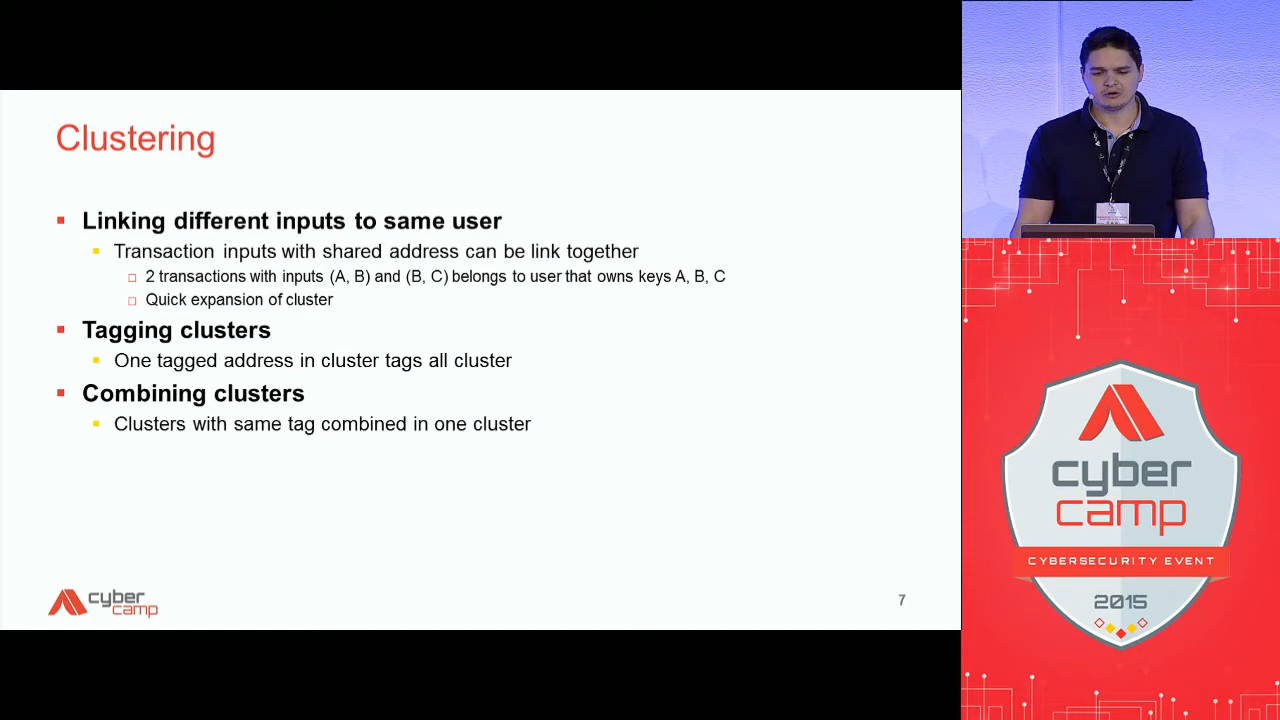 Clustering
Linking different inputs to same user
Transaction inputs with shared address can be link together
2 transactions with inputs (A, B) and (B, C) belongs to user that owns keys A, B, C
Quick expansion of cluster
Tagging clusters
One tagged address in cluster tags all cluster
Combining clusters
Clusters with same tag combined in one cluster
cyber
camp
7
cyber
camp
CYBERSECURITY EVENT
2015